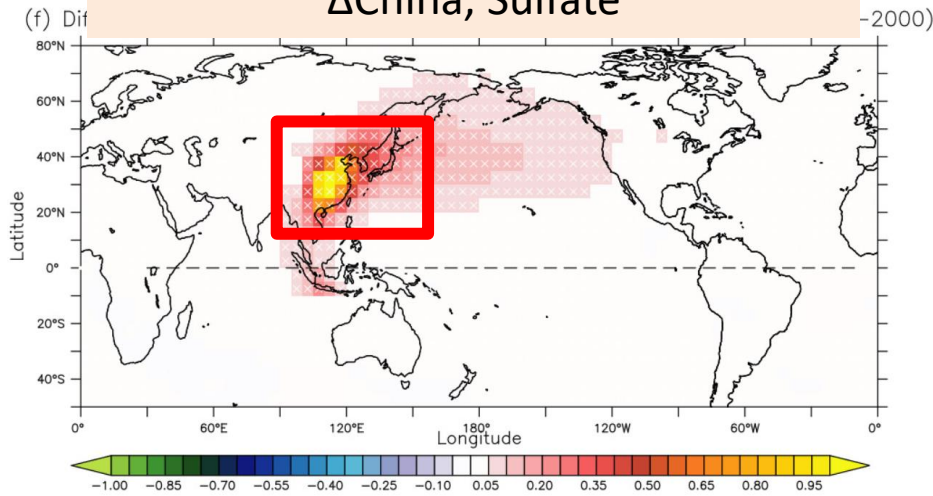 ΔChina, Sulfate
(f) Dif
-2000)
80°N
60°N
40°N
20°N
0°
20°S
40°S
Latitude
0° 60°E 120°E 180° 120°W 60°W 0°
Longitude
-1.00 -0.85 -0.70 -0.55 -0.40 -0.25 -0.10 0.05 0.20 0.35 0.50 0.65 0.80 0.95